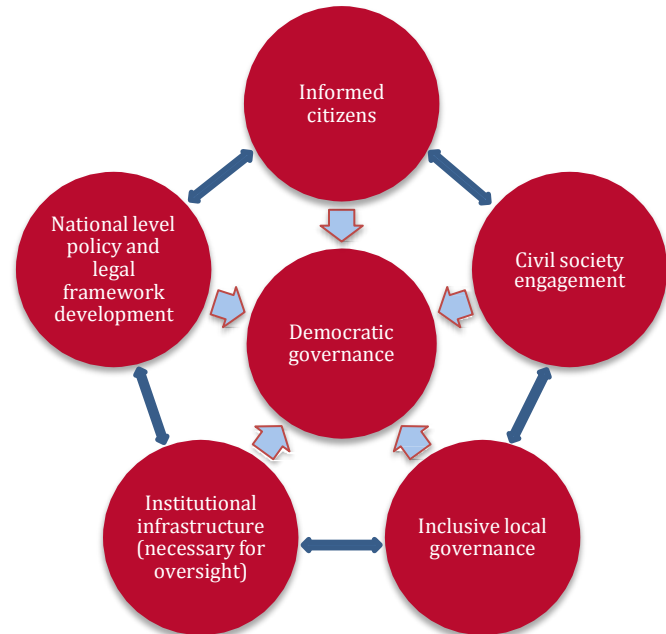 Informed
citizens
National level
policy and
legal
framework
development
Civil society
engagement
Democratic
governance
Institutional
infrastructure
(necessary for
oversight)
Inclusive local
governance